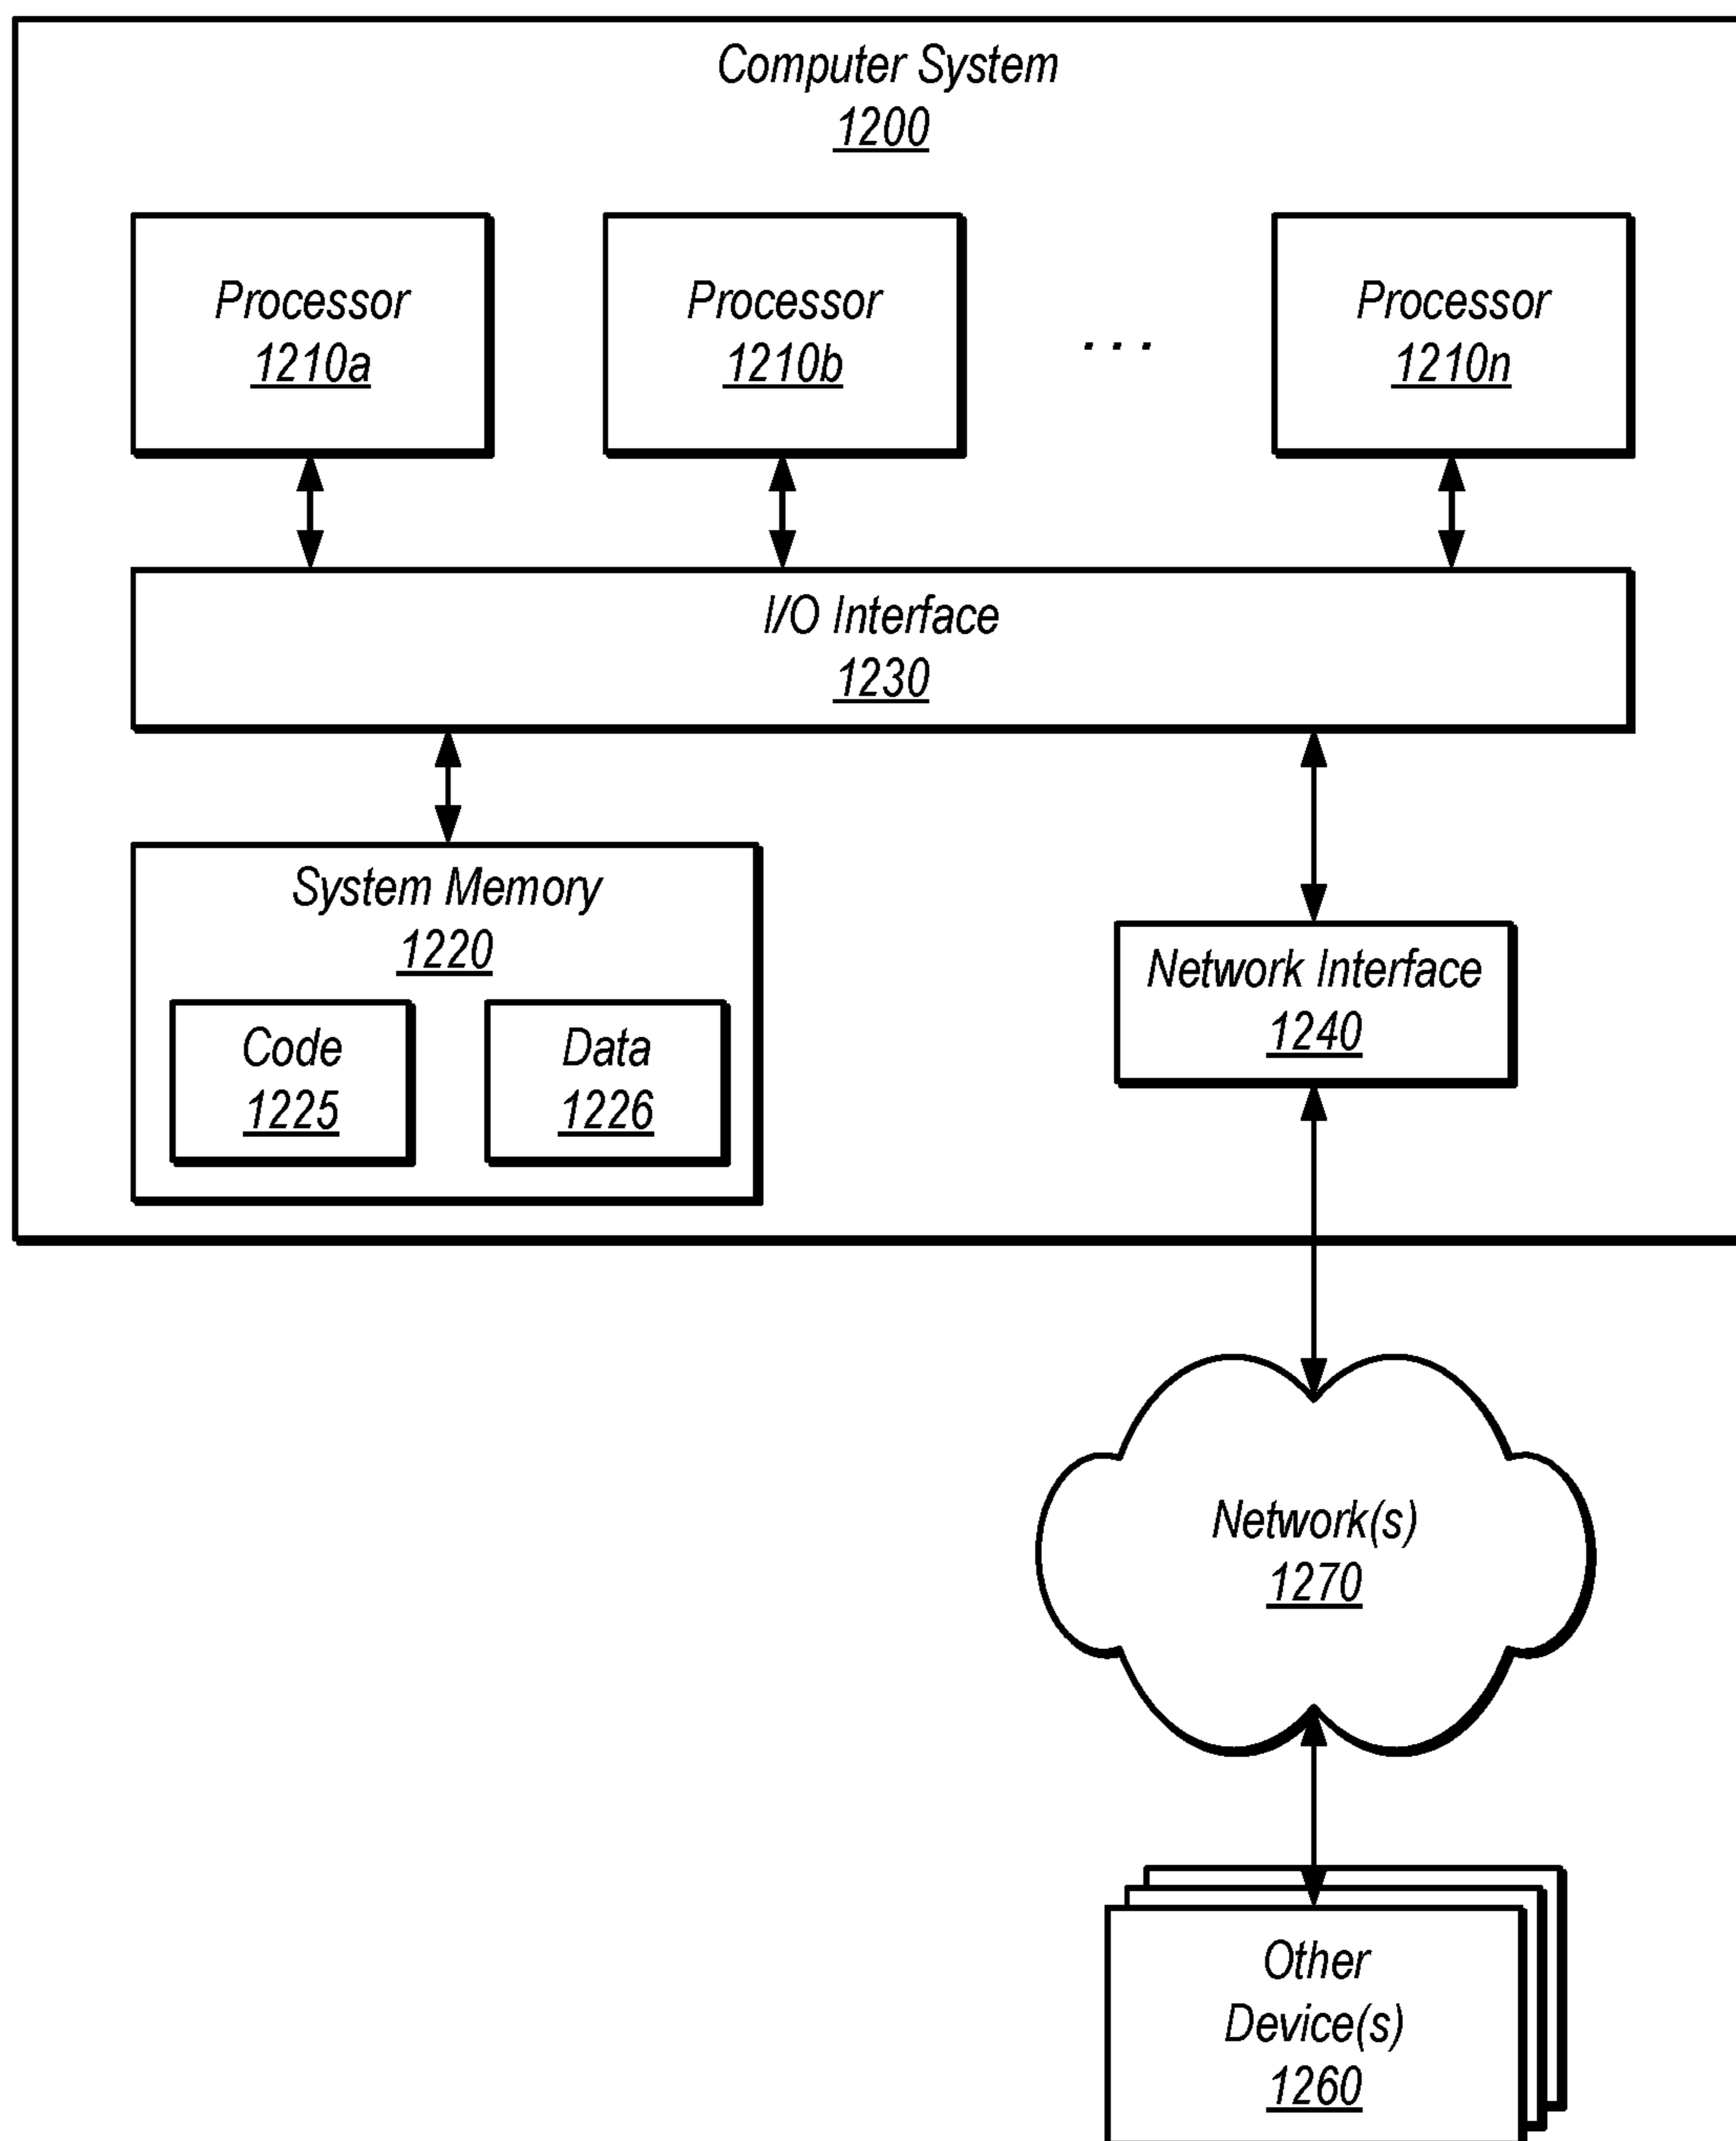 Computer System
1200
Processor
1210a
Processor
1210b
. . .
Processor
1210n
I/O Interface
1230
System Memory
1220
Code
1225
Data
1226
Network Interface
1240
Network(s)
1270
Other
Device(s)
1260